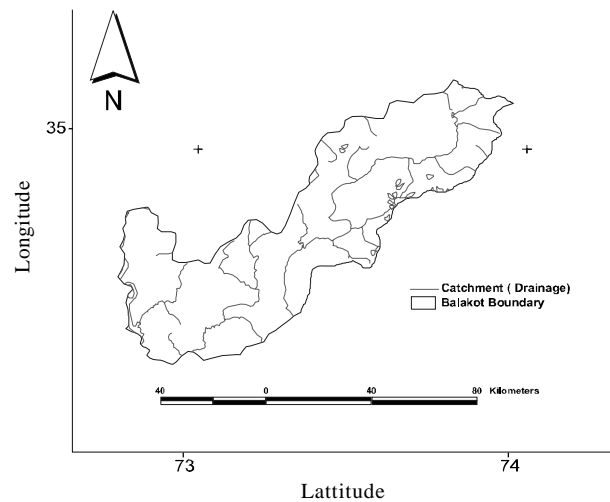 N
35
Longitude
Catchment ( Drainage)
Balakot Boundary
40 0 40 80 Kilometers
73 74
Lattitude